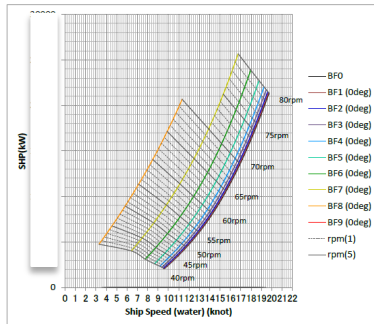 80rpm
75rpm
70rpm
65rpm
60rpm
55rpm
50rpm
45rpm
40rpm
SHP(kW)
0
0 1 2 3 4 5 6 7 8 9 10 11 12 13 14 15 16 17 18 19 20 21 22
Ship Speed (water) (knot)
BF0
BF1 (0deg)
BF2 (0deg)
BF3 (0deg)
BF4 (0deg)
BF5 (0deg)
BF6 (0deg)
BF7 (0deg)
BF8 (0deg)
BF9 (0deg)
rpm(1)
rpm(5)